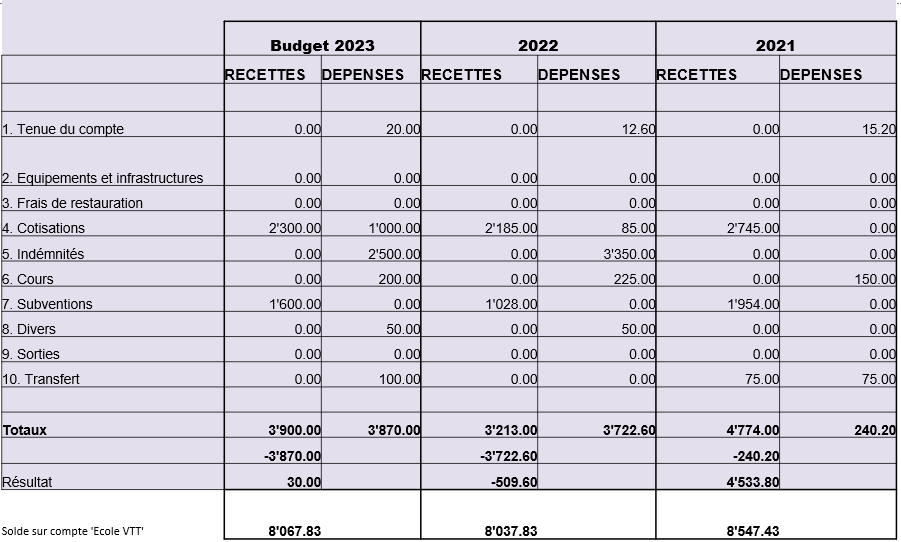 Budget 2023 2022 2021
RECETTES DEPENSES RECETTES DEPENSES RECETTES DEPENSES
1. Tenue du compte 0.00 20.00 0.00 12.60 0.00 15.20
2. Equipements et infrastructures 0.00 0.00 0.00 0.00 0.00 0.00
3. Frais de restauration 0.00 0.00 0.00 0.00 0.00 0.00
4. Cotisations 2'300.00 1'000.00 2'185.00 85.00 2'745.00 0.00
5. Indémnités 0.00 2'500.00 0.00 3'350.00 0.00 0.00
6. Cours 0.00 200.00 0.00 225.00 0.00 150.00
7. Subventions 1'600.00 0.00 1'028.00 0.00 1'954.00 0.00
8. Divers 0.00 50.00 0.00 50.00 0.00 0.00
9. Sorties 0.00 0.00 0.00 0.00 0.00 0.00
10. Transfert 0.00 100.00 0.00 0.00 75.00 75.00
Totaux 3'900.00 3'870.00 3'213.00 3'722.60 4'774.00 240.20
-3'870.00 -3'722.60 -240.20
Résultat 30.00 -509.60 4'533.80
Solde sur compte 'Ecole VTT' 8'067.83 8'037.83 8'547.43